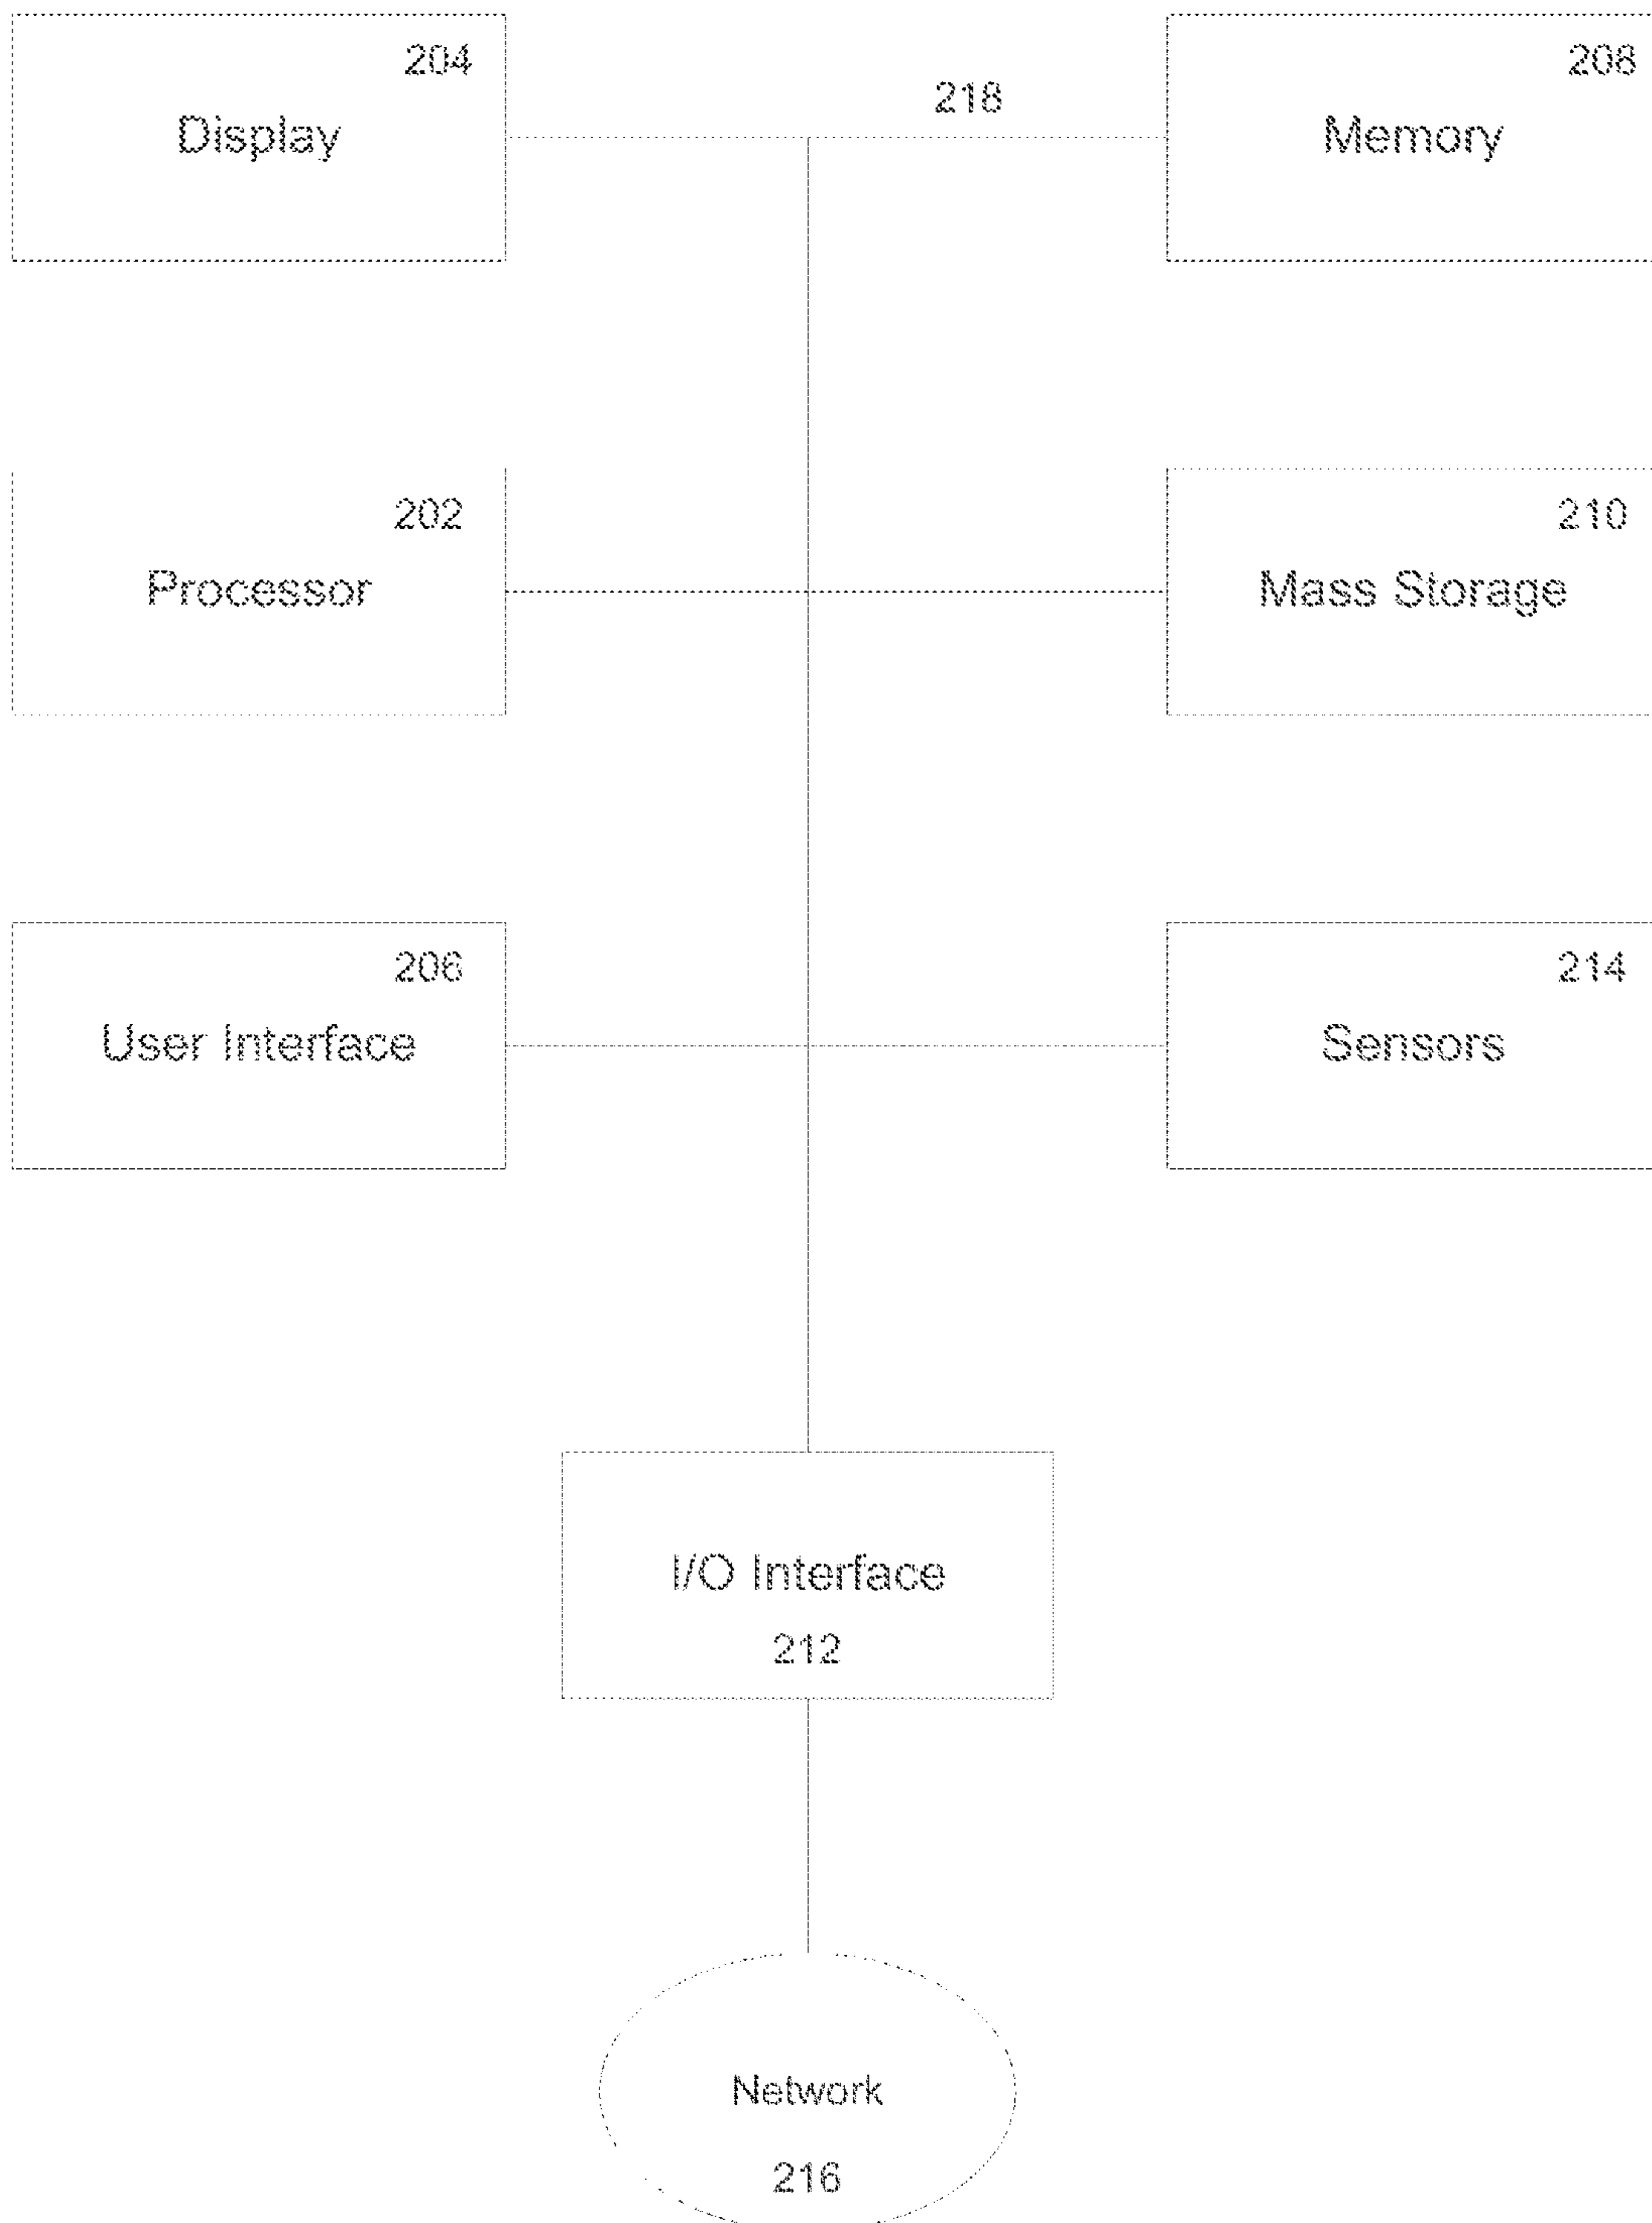 204
Display
218
208
Memory
202
Processor
210
Mass Storage
206
User Interface
214
Sensors
I/O Interface
212
Network
216